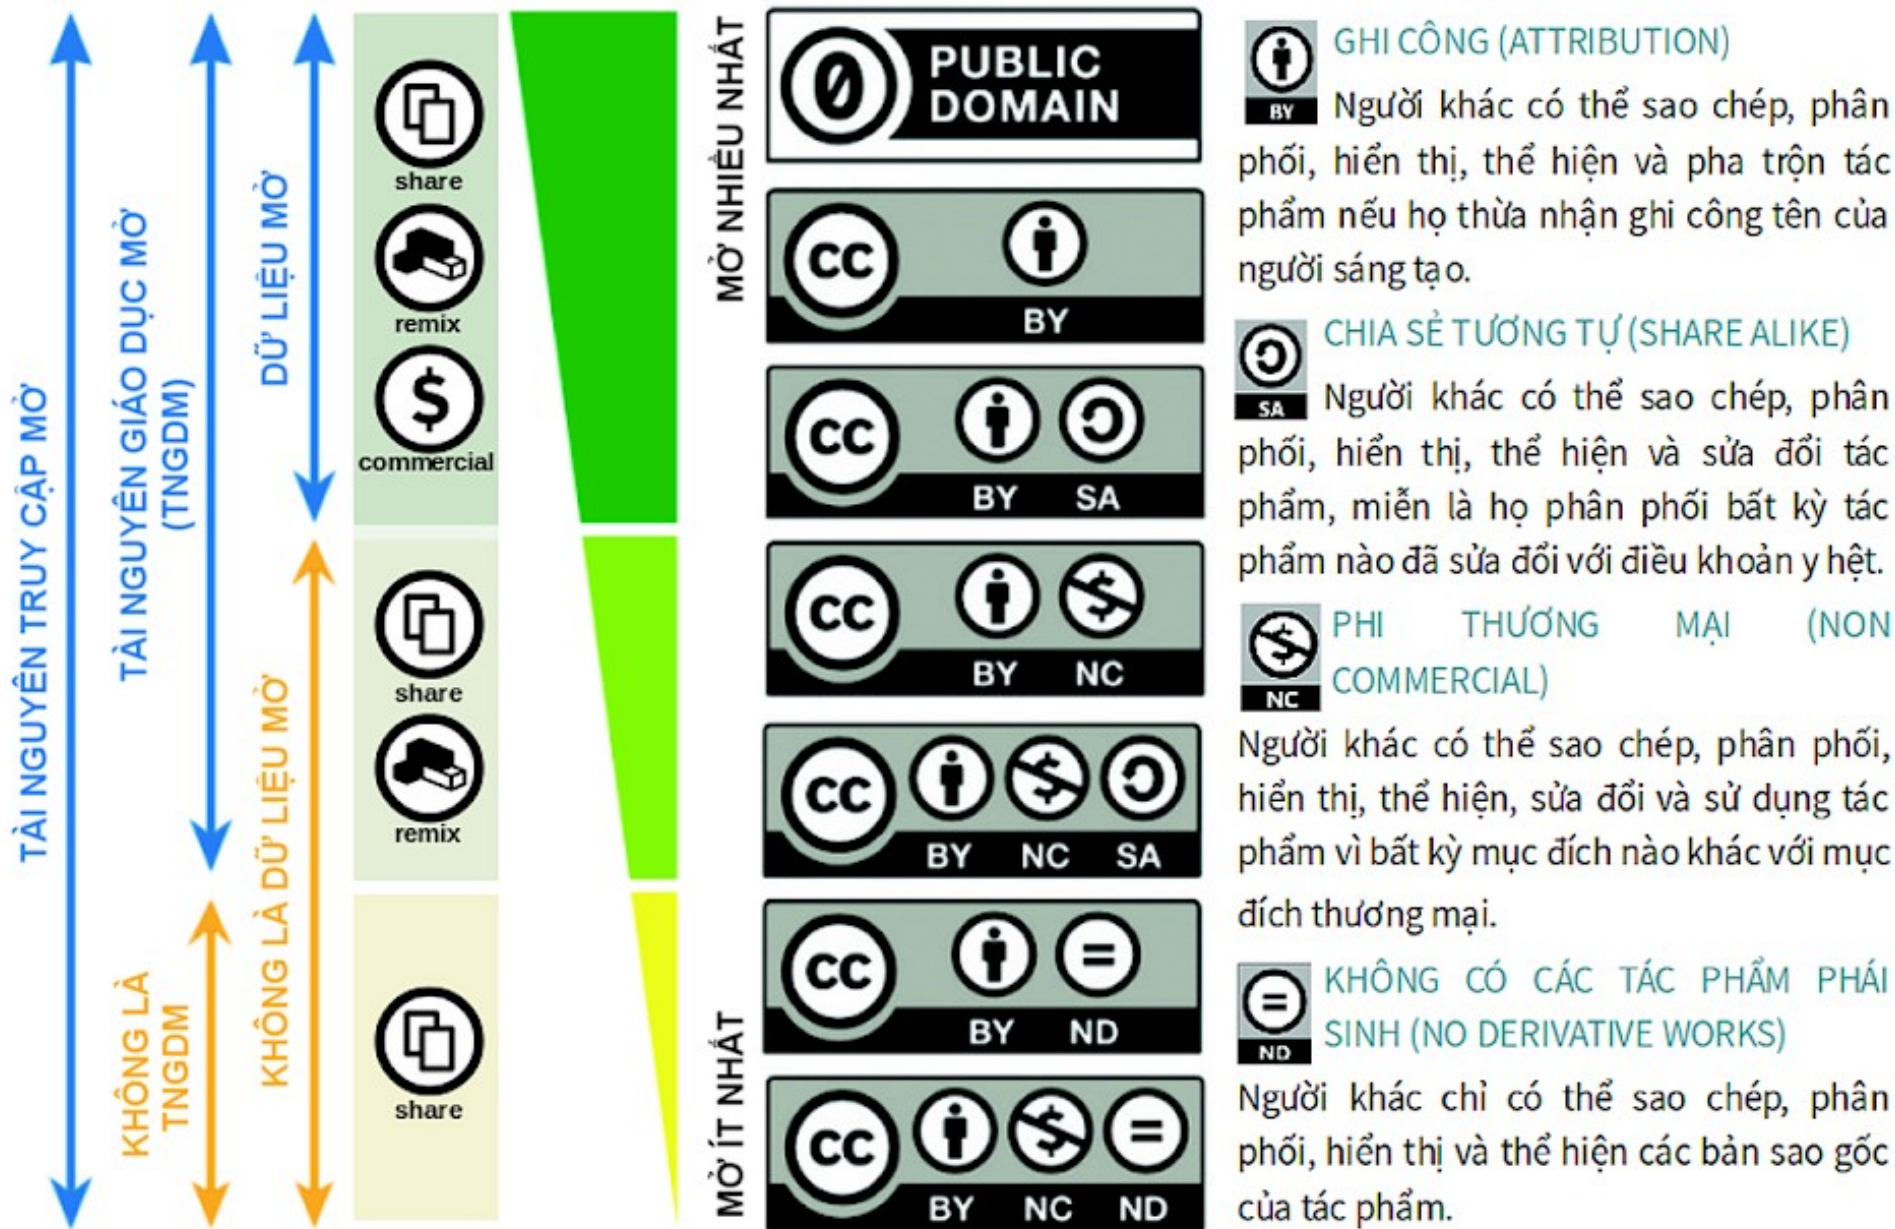 TÀI NGUYÊN TRUY CẬP MỞ
TÀI NGUYÊN GIÁO DỤC MỞ
(TNGDM)
KHÔNG LÀ
TNGDM
DỮ LIỆU MỞ
KHÔNG LÀ DỮ LIỆU MỞ
share
remix
$
commercial
share
remix
share
MỞ NHIỀU NHẤT
MỞ ÍT NHẤT
0 PUBLIC
DOMAIN
CC
BY
CC
BY SA
CC
BY NC
CC
BY NC SA
CC
BY ND
CC
BY NC ND
GHI CÔNG (ATTRIBUTION)
BY Người khác có thể sao chép, phân
phối, hiển thị, thể hiện và pha trộn tác
phẩm nếu họ thừa nhận ghi công tên của
người sáng tạo.
CHIA SẺ TƯƠNG TỰ (SHARE ALIKE)
SA Người khác có thể sao chép, phân
phối, hiển thị, thể hiện và sửa đổi tác
phẩm, miễn là họ phân phối bất kỳ tác
phẩm nào đã sửa đổi với điều khoản y hệt.
PHI THƯƠNG MẠI (NON
NC COMMERCIAL)
Người khác có thể sao chép, phân phối,
hiển thị, thể hiện, sửa đổi và sử dụng tác
phẩm vì bất kỳ mục đích nào khác với mục
đích thương mại.
KHÔNG CÓ CÁC TÁC PHẨM PHÁI
ND SINH (NO DERIVATIVE WORKS)
Người khác chỉ có thể sao chép, phân
phối, hiển thị và thể hiện các bản sao gốc
của tác phẩm.